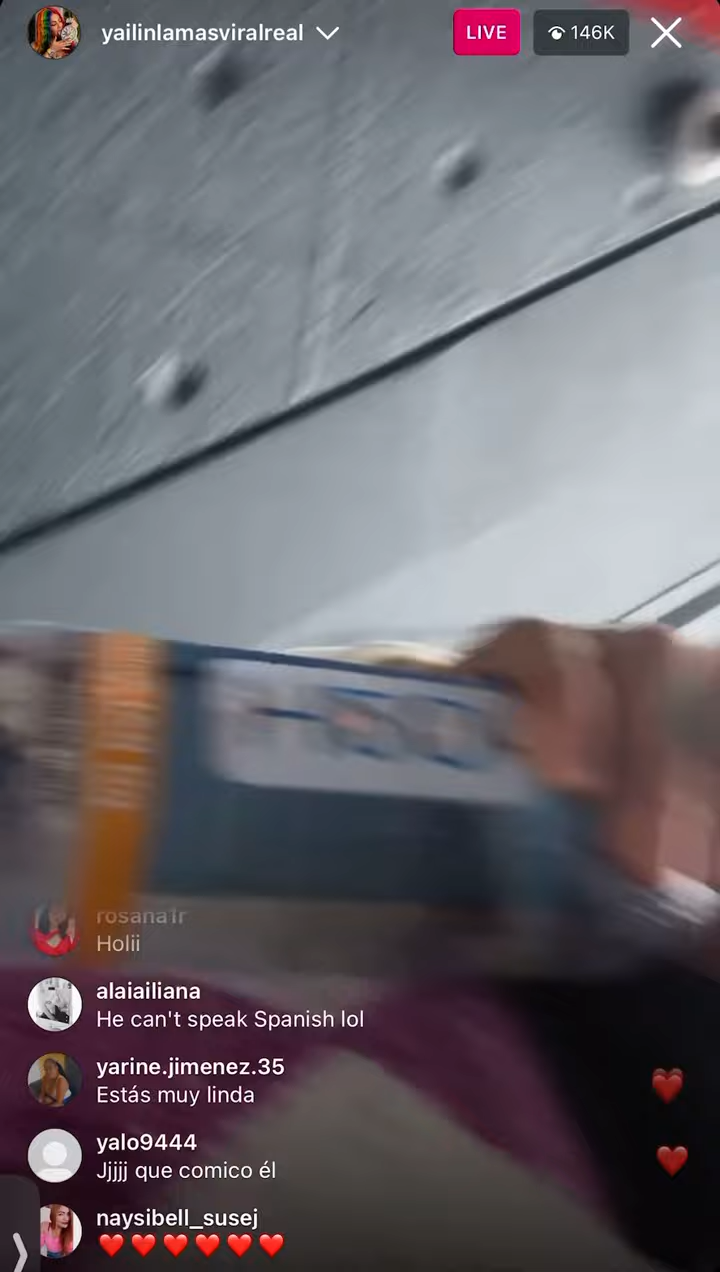 yailinlamasviralreal
LIVE
146K
rosana1r
Holii
alaiailiana
He can't speak Spanish lol
yarine.jimenez.35
Estás muy linda
yalo9444
Jjjjj que comico él
naysibell_susej
❤️❤️❤️❤️❤️❤️